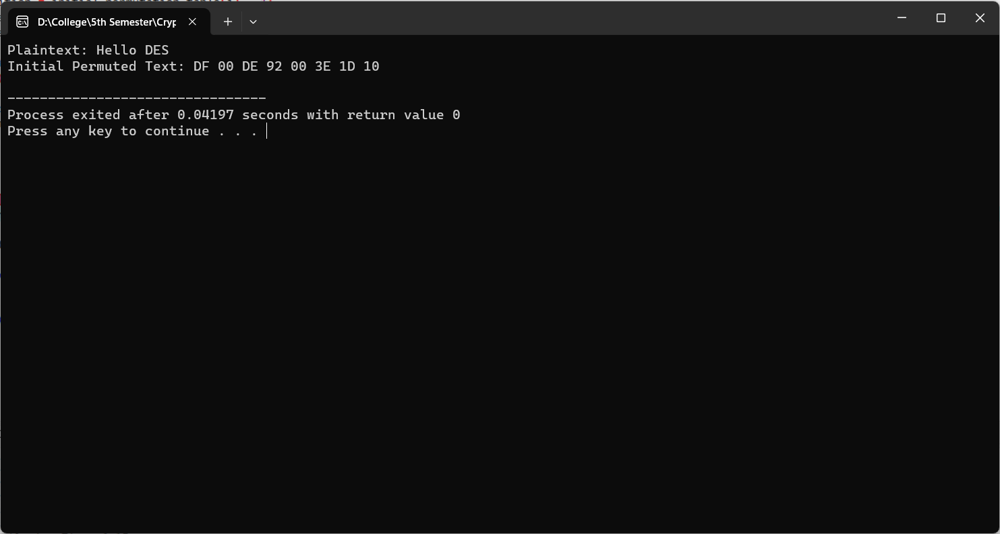 D:\College\5th Semester\Cryp
Plaintext: Hello DES
Initial Permuted Text: DF 00 DE 92 00 3E 1D 10
--------------------------------
Process exited after 0.04197 seconds with return value 0
Press any key to continue . . .